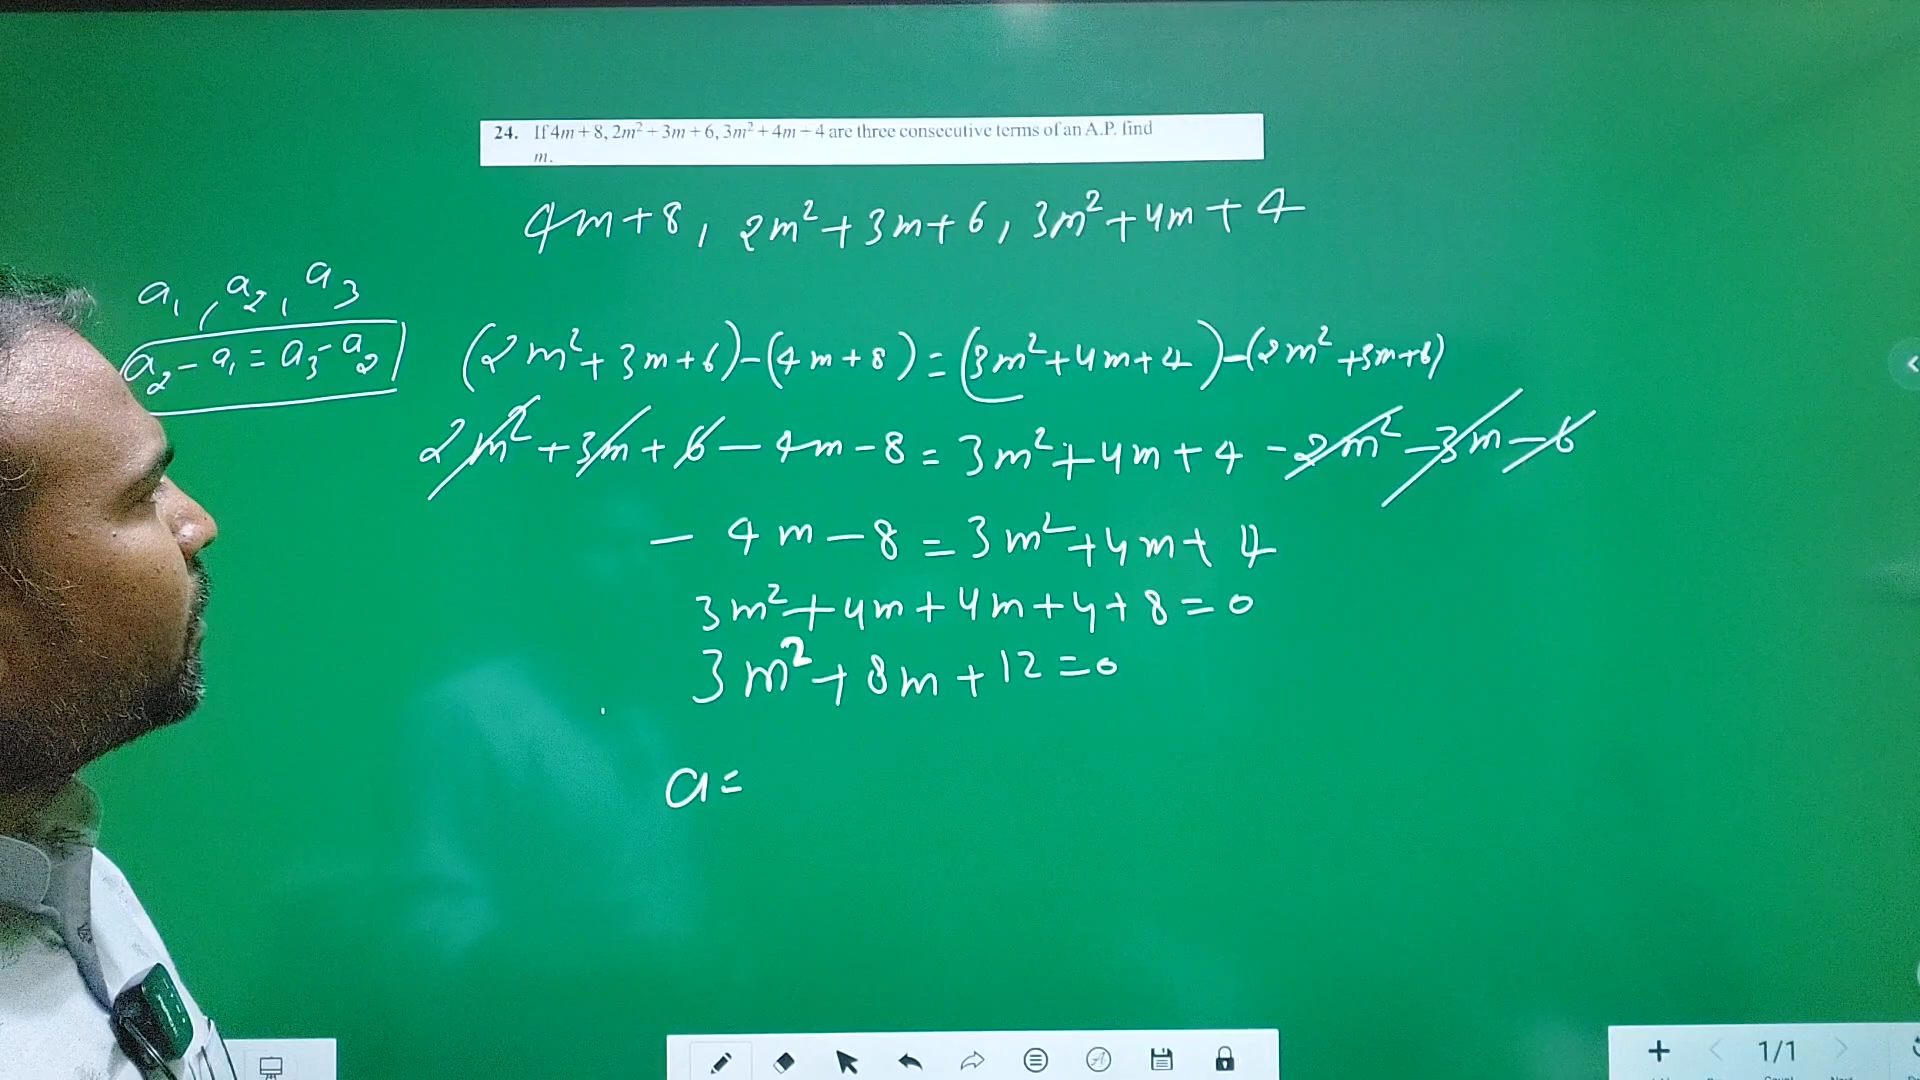 24. If 4m + 8, 2m² + 3m + 6, 3m² + 4m + 4 are three consecutive terms of an A.P. find
m.
4m+8, 2m²+3m+6, 3m²+4m+4
a₁, a₂, a₃
a₂-a₁=a₃-a₂
(2m²+3m+6)-(4m+8)=(3m²+4m+4)-(2m²+3m+6)
2m²+3m+6-4m-8=3m²+4m+4-2m²-3m-6
-4m-8=3m²+4m+4
3m²+4m+4m+4+8=0
3m²+8m+12=0
a=
1/1